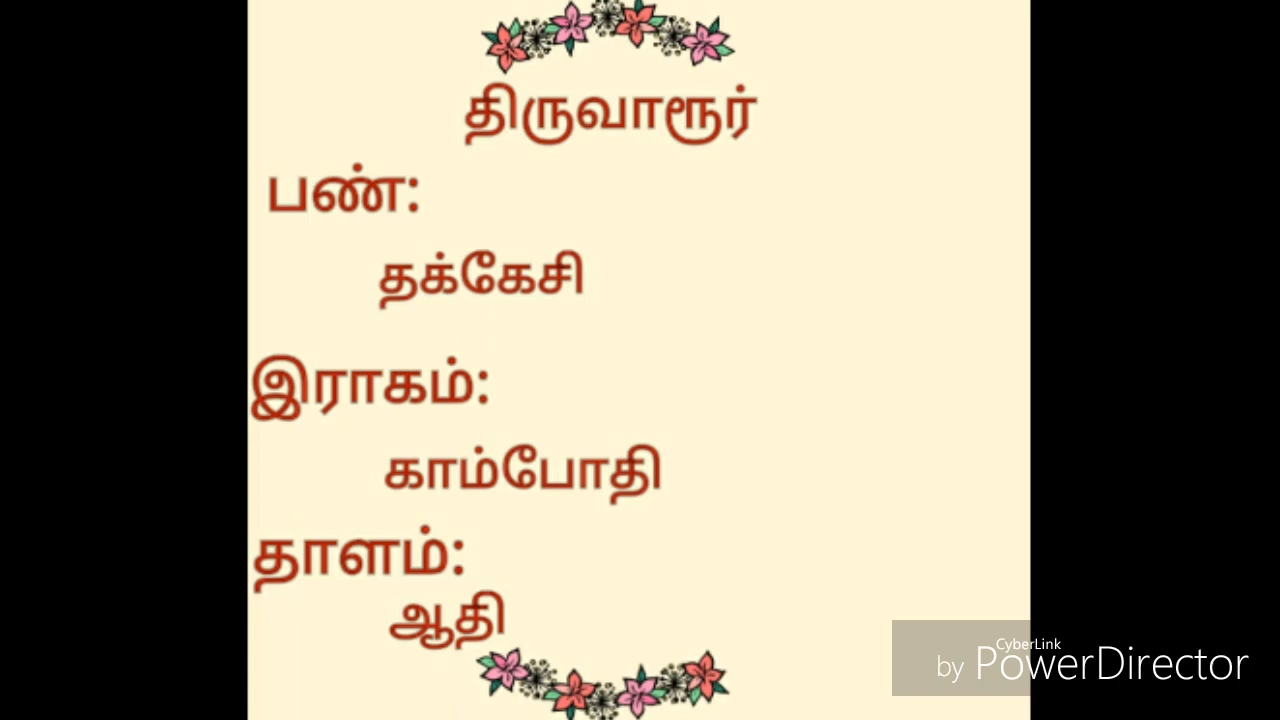 திருவாரூர்
பண்:
தக்கேசி
இராகம்:
காம்போதி
தாளம்:
ஆதி
CyberLink
by PowerDirector